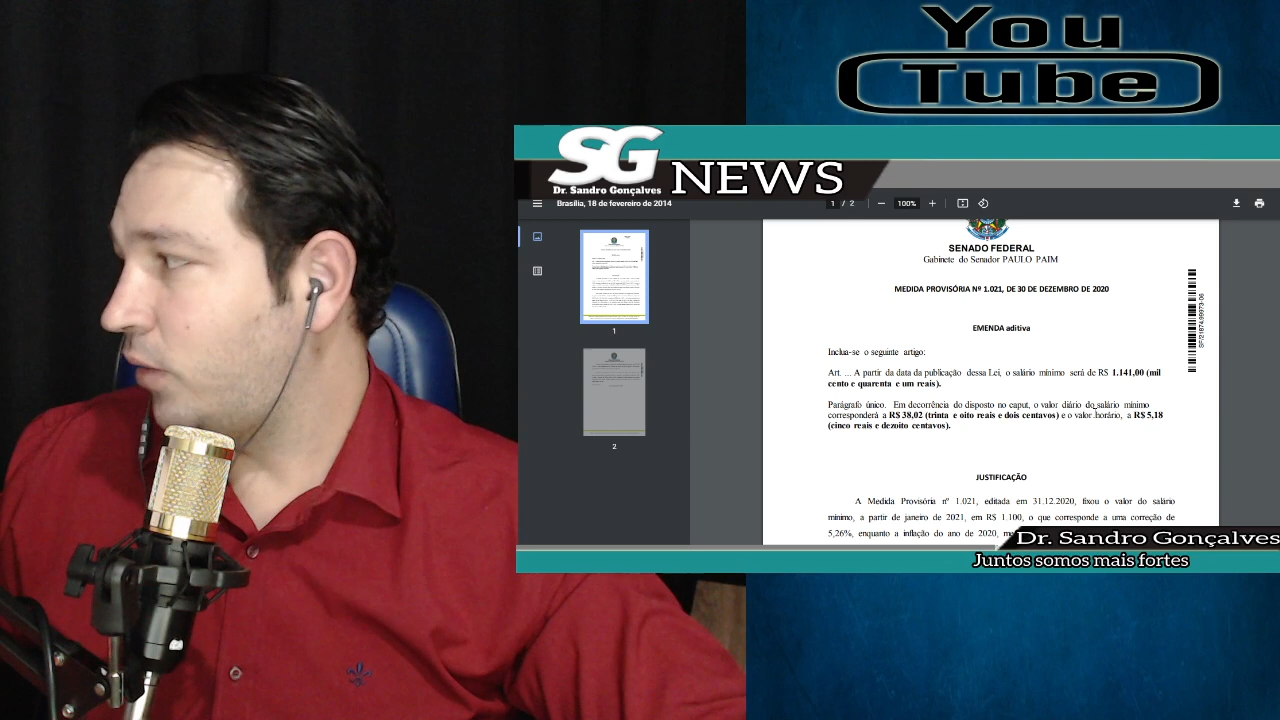 You
Tube
SG
Dr. Sandro Gonçalves
NEWS
Brasília, 18 de fevereiro de 2014
1 / 2
100%
SENADO FEDERAL
Gabinete do Senador PAULO PAIM
MEDIDA PROVISÓRIA Nº 1.021, DE 30 DE DEZEMBRO DE 2020
EMENDA aditiva
Inclua-se o seguinte artigo:
Art. ... A partir da data da publicação dessa Lei, o salário mínimo será de R$ 1.141,00 (mil
cento e quarenta e um reais).
Parágrafo único. Em decorrência do disposto no caput, o valor diário do salário mínimo
corresponderá a R$ 38,02 (trinta e oito reais e dois centavos) e o valor horário, a R$ 5,18
(cinco reais e dezoito centavos).
JUSTIFICAÇÃO
A Medida Provisória nº 1.021, editada em 31.12.2020, fixou o valor do salário
mínimo, a partir de janeiro de 2021, em R$ 1.100, o que corresponde a uma correção de
5,26%, enquanto a inflação do ano de 2020,
1
2
Dr. Sandro Gonçalves
Juntos somos mais fortes